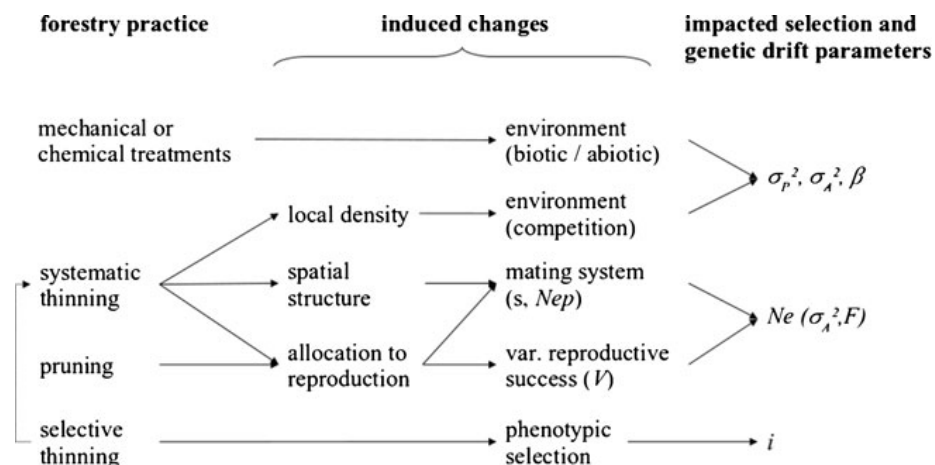 forestry practice
induced changes
impacted selection and
genetic drift parameters
mechanical or
chemical treatments
environment
(biotic / abiotic)
σP², σA², β
local density
environment
(competition)
systematic
thinning
spatial
structure
mating system
(s, Nep)
Ne (σA²,F)
pruning
allocation to
reproduction
var. reproductive
success (V)
selective
thinning
phenotypic
selection
i